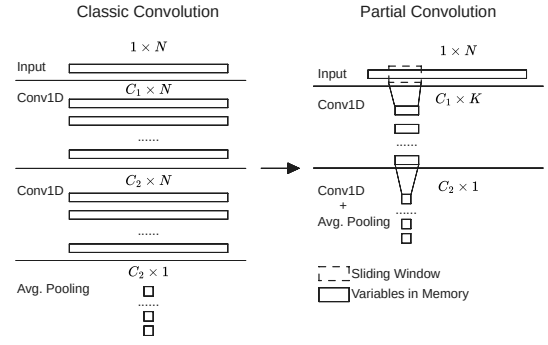 Classic Convolution
1 × N
Input
C₁ × N
Conv1D
......
C₂ × N
Conv1D
......
C₂ × 1
Avg. Pooling
......
Partial Convolution
1 × N
Input
C₁ × K
Conv1D
......
C₂ × 1
Conv1D
+
Avg. Pooling
......
Sliding Window
Variables in Memory